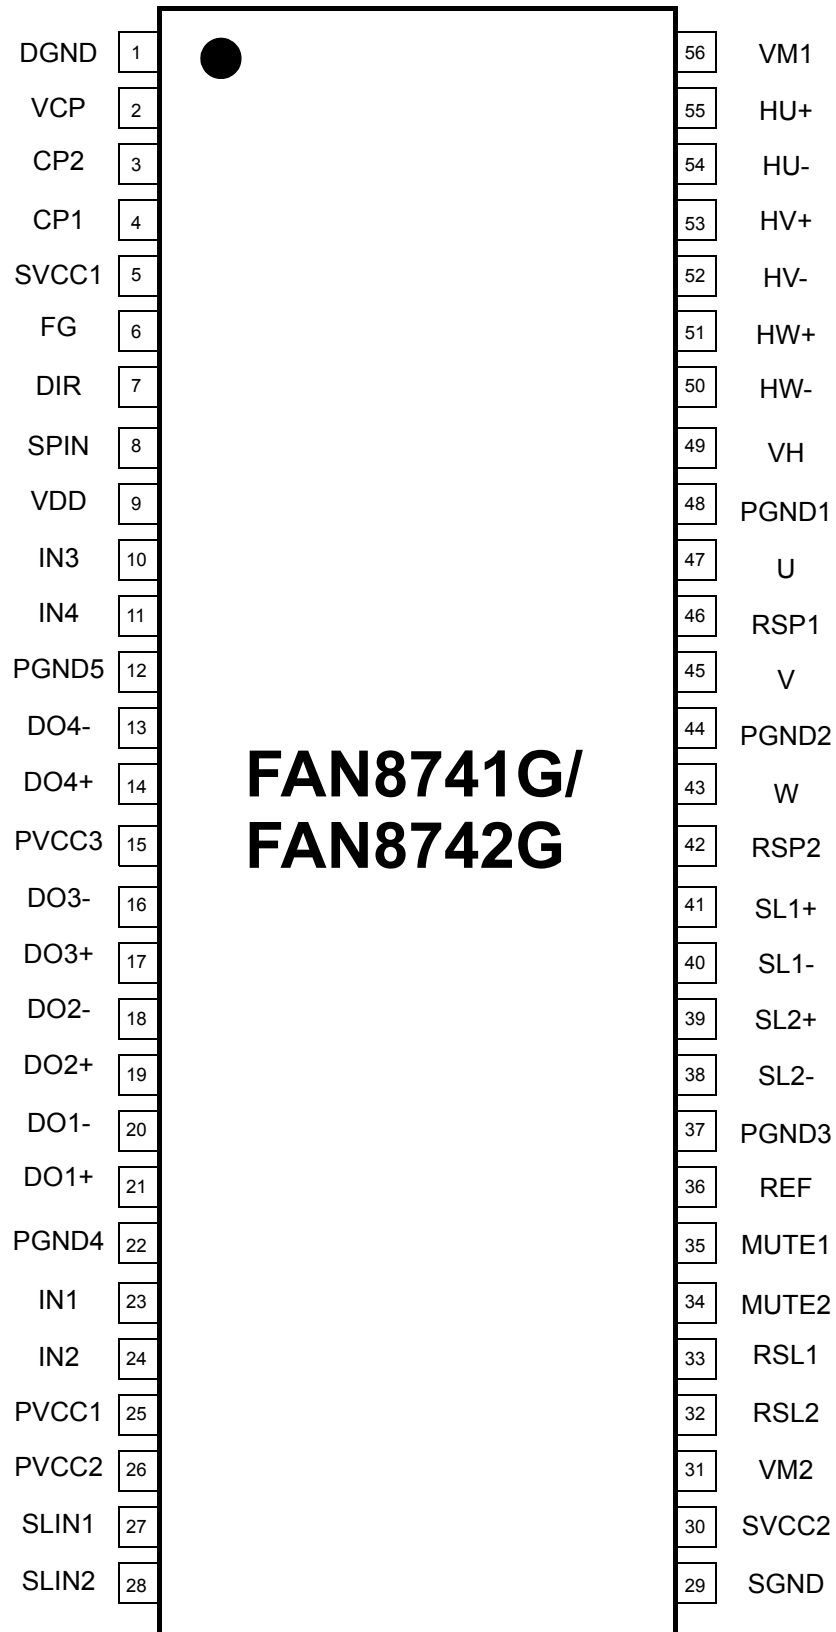 DGND 1 56 VM1
VCP 2 55 HU+
CP2 3 54 HU-
CP1 4 53 HV+
SVCC1 5 52 HV-
FG 6 51 HW+
DIR 7 50 HW-
SPIN 8 49 VH
VDD 9 48 PGND1
IN3 10 47 U
IN4 11 46 RSP1
PGND5 12 45 V
DO4- 13 44 PGND2
DO4+ 14 43 W
FAN8741G/
FAN8742G
PVCC3 15 42 RSP2
DO3- 16 41 SL1+
DO3+ 17 40 SL1-
DO2- 18 39 SL2+
DO2+ 19 38 SL2-
DO1- 20 37 PGND3
DO1+ 21 36 REF
PGND4 22 35 MUTE1
IN1 23 34 MUTE2
IN2 24 33 RSL1
PVCC1 25 32 RSL2
PVCC2 26 31 VM2
SLIN1 27 30 SVCC2
SLIN2 28 29 SGND